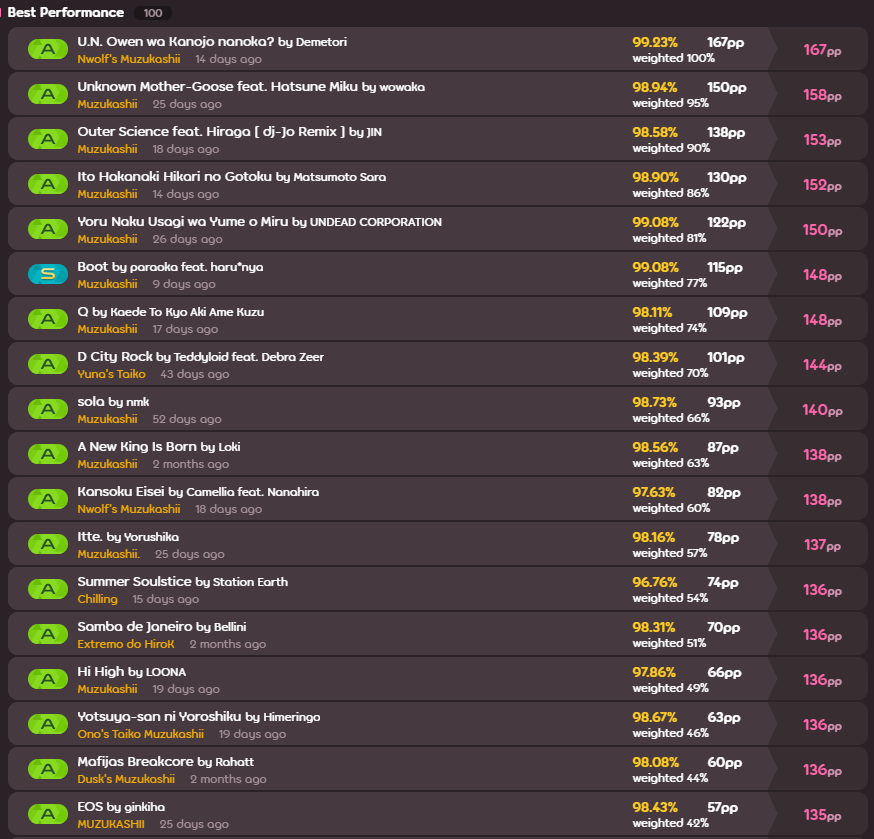 Best Performance 100
A U.N. Owen wa Kanojo nanoka? by Demetori 99.23% 167pp 167pp
Nwolf's Muzukashii 14 days ago weighted 100%
A Unknown Mother-Goose feat. Hatsune Miku by wowaka 98.94% 150pp 158pp
Muzukashii 25 days ago weighted 95%
A Outer Science feat. Hiraga [ dj-Jo Remix ] by JIN 98.58% 138pp 153pp
Muzukashii 18 days ago weighted 90%
A Ito Hakanaki Hikari no Gotoku by Matsumoto Sara 98.90% 130pp 152pp
Muzukashii 14 days ago weighted 86%
A Yoru Naku Usagi wa Yume o Miru by UNDEAD CORPORATION 99.08% 122pp 150pp
Muzukashii 26 days ago weighted 81%
S Boot by paraoka feat. haru*nya 99.08% 115pp 148pp
Muzukashii 9 days ago weighted 77%
A Q by Kaede To Kyo Aki Ame Kuzu 98.11% 109pp 148pp
Muzukashii 17 days ago weighted 74%
A D City Rock by Teddyloid feat. Debra Zeer 98.39% 101pp 144pp
Yuna's Taiko 43 days ago weighted 70%
A sola by nmk 98.73% 93pp 140pp
Muzukashii 52 days ago weighted 66%
A A New King Is Born by Loki 98.56% 87pp 138pp
Muzukashii 2 months ago weighted 63%
A Kansoku Eisei by Camellia feat. Nanahira 97.63% 82pp 138pp
Nwolf's Muzukashii 18 days ago weighted 60%
A Itte. by Yorushika 98.16% 78pp 137pp
Muzukashii. 25 days ago weighted 57%
A Summer Soulstice by Station Earth 96.76% 74pp 136pp
Chilling 15 days ago weighted 54%
A Samba de Janeiro by Bellini 98.31% 70pp 136pp
Extremo do HiroK 2 months ago weighted 51%
A Hi High by LOONA 97.86% 66pp 136pp
Muzukashii 19 days ago weighted 49%
A Yotsuya-san ni Yoroshiku by Himeringo 98.67% 63pp 136pp
Ono's Taiko Muzukashii 19 days ago weighted 46%
A Mafijas Breakcore by Rahatt 98.08% 60pp 136pp
Dusk's Muzukashii 2 months ago weighted 44%
A EOS by ginkiha 98.43% 57pp 135pp
MUZUKASHII 25 days ago weighted 42%